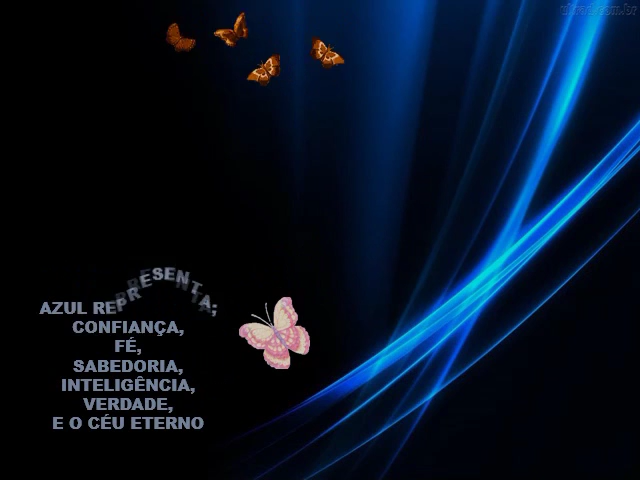 AZUL REPRESENTA;
CONFIANÇA,
FÉ,
SABEDORIA,
INTELIGÊNCIA,
VERDADE,
E O CÉU ETERNO